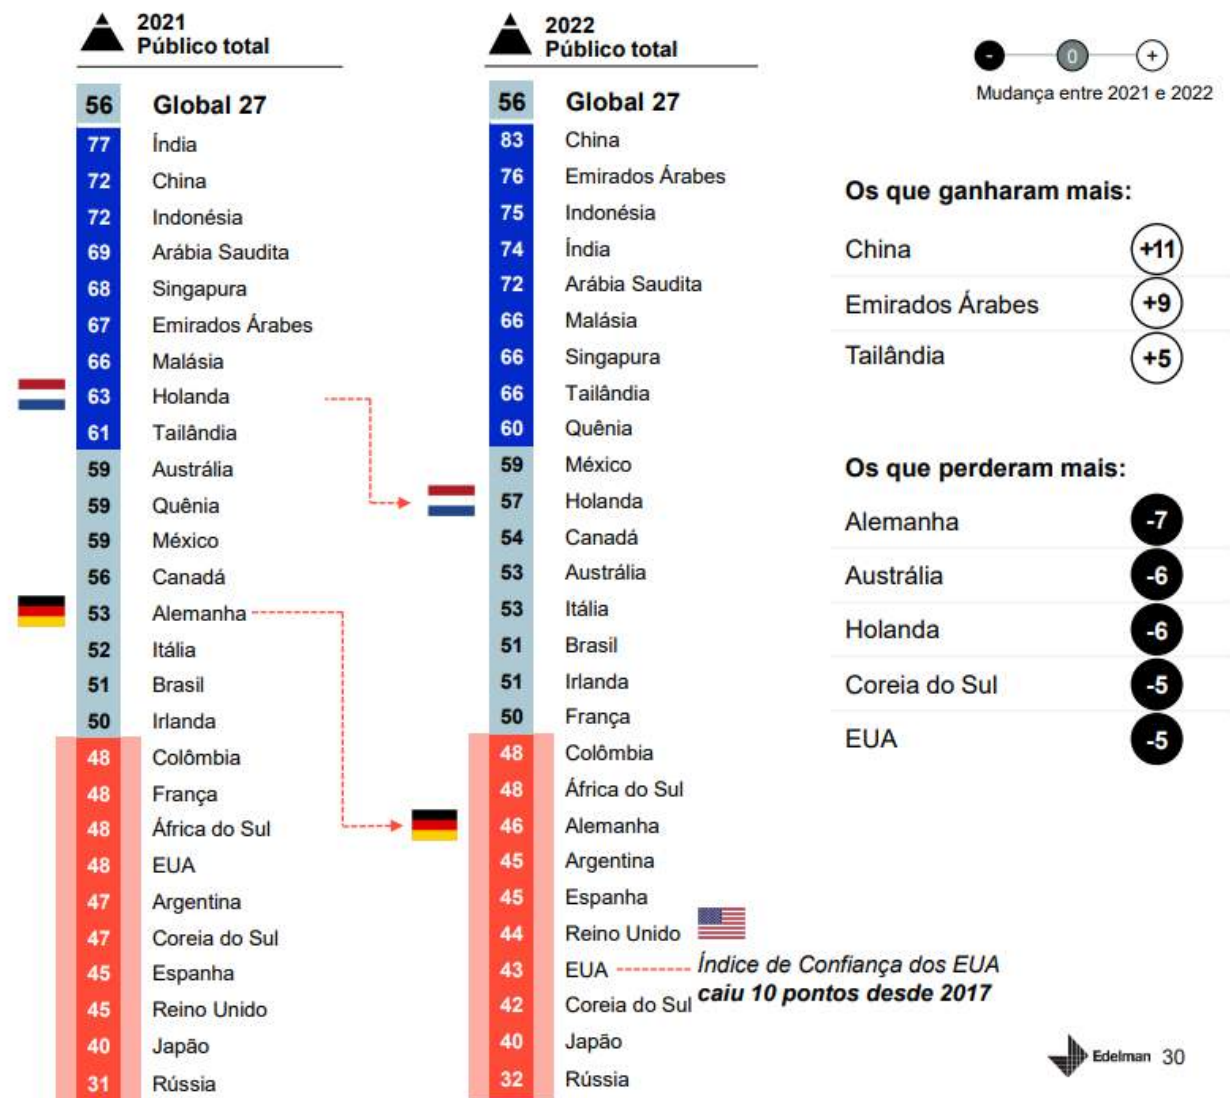 2021
Público total
56 Global 27
77 Índia
72 China
72 Indonésia
69 Arábia Saudita
68 Singapura
67 Emirados Árabes
66 Malásia
63 Holanda
61 Tailândia
59 Austrália
59 Quênia
59 México
56 Canadá
53 Alemanha
52 Itália
51 Brasil
50 Irlanda
48 Colômbia
48 França
48 África do Sul
48 EUA
47 Argentina
47 Coreia do Sul
45 Espanha
45 Reino Unido
40 Japão
31 Rússia
2022
Público total
56 Global 27
83 China
76 Emirados Árabes
75 Indonésia
74 Índia
72 Arábia Saudita
66 Malásia
66 Singapura
66 Tailândia
60 Quênia
59 México
57 Holanda
54 Canadá
53 Austrália
53 Itália
51 Brasil
51 Irlanda
50 França
48 Colômbia
48 África do Sul
46 Alemanha
45 Argentina
45 Espanha
44 Reino Unido
43 EUA
42 Coreia do Sul
40 Japão
32 Rússia
Índice de Confiança dos EUA
caiu 10 pontos desde 2017
- 0 +
Mudança entre 2021 e 2022
Os que ganharam mais:
China +11
Emirados Árabes +9
Tailândia +5
Os que perderam mais:
Alemanha -7
Austrália -6
Holanda -6
Coreia do Sul -5
EUA -5
Edelman 30